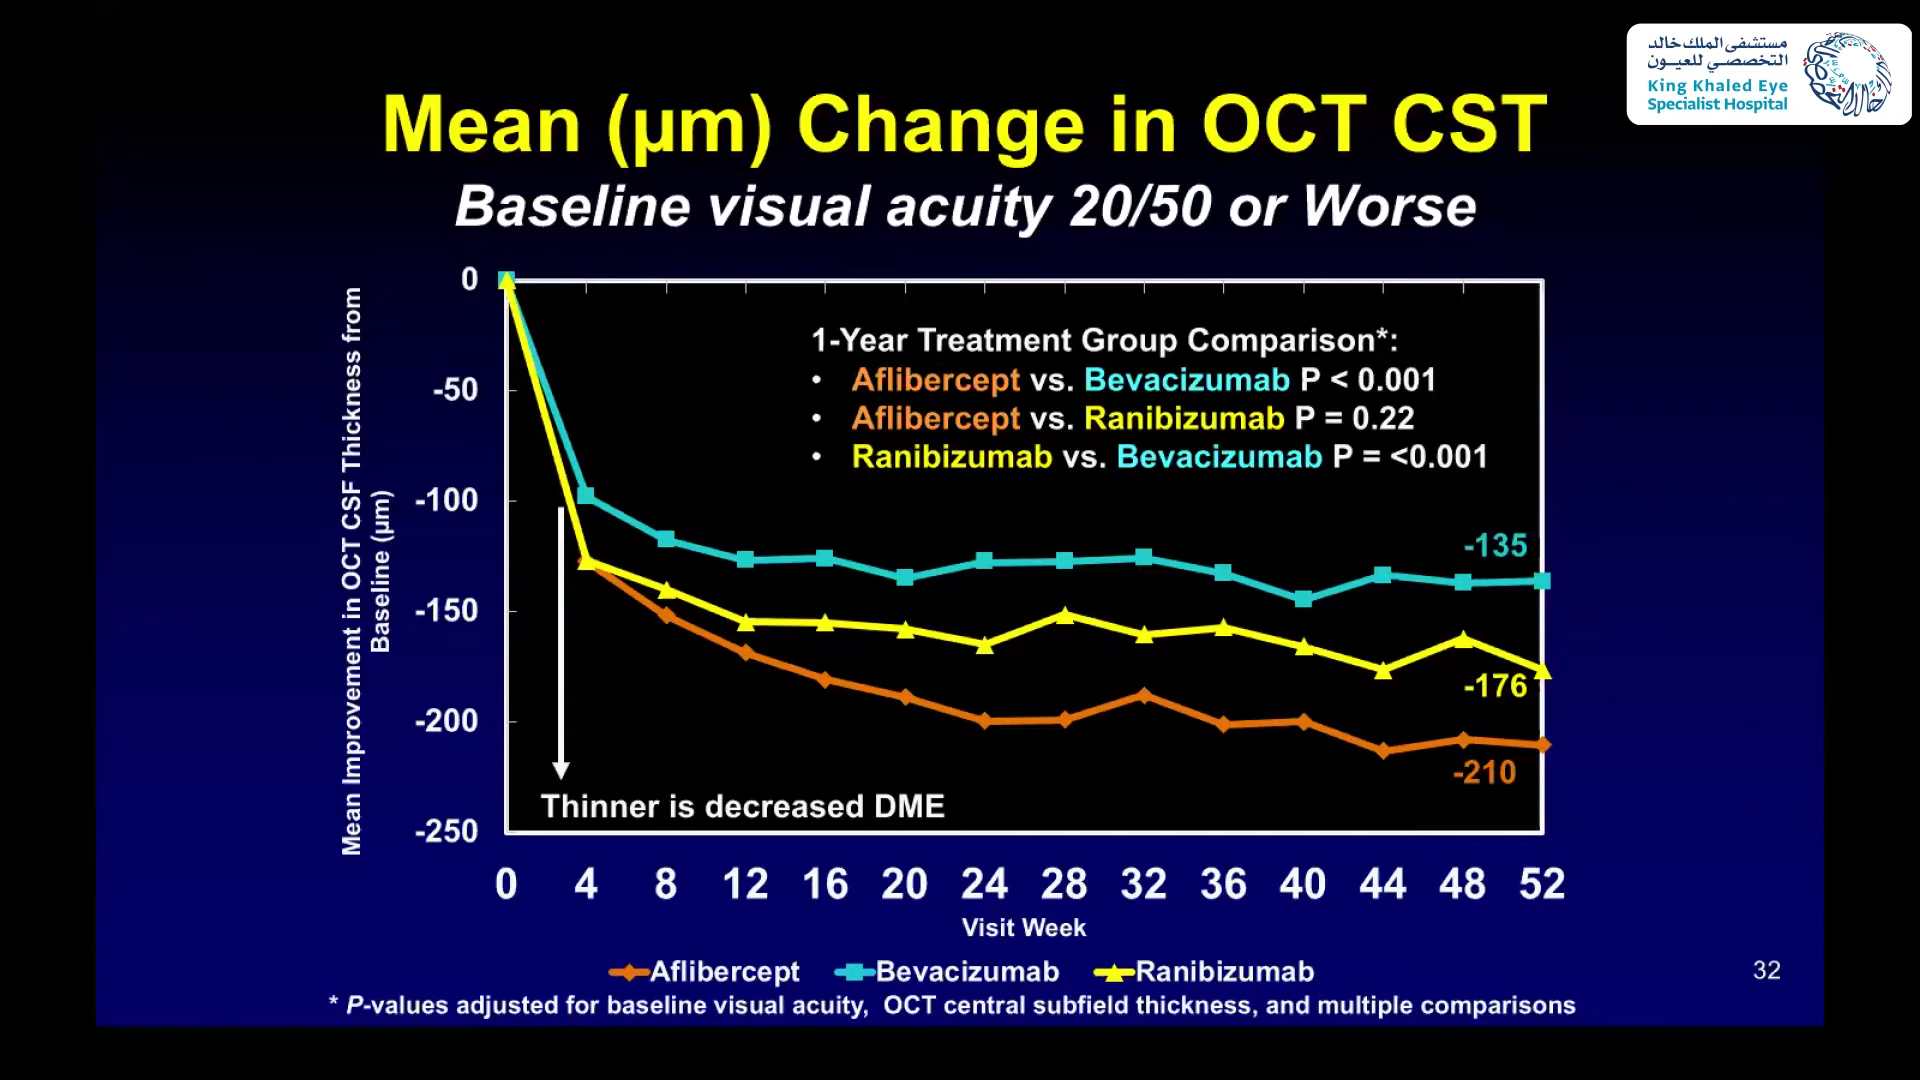 مستشفى الملك خالد
التخصصي للعيون
King Khaled Eye
Specialist Hospital
Mean (µm) Change in OCT CST
Baseline visual acuity 20/50 or Worse
Mean Improvement in OCT CSF Thickness from
Baseline (µm)
0
-50
-100
-150
-200
-250
1-Year Treatment Group Comparison*:
• Aflibercept vs. Bevacizumab P < 0.001
• Aflibercept vs. Ranibizumab P = 0.22
• Ranibizumab vs. Bevacizumab P = <0.001
-135
-176
-210
Thinner is decreased DME
0 4 8 12 16 20 24 28 32 36 40 44 48 52
Visit Week
Aflibercept Bevacizumab Ranibizumab
32
* P-values adjusted for baseline visual acuity, OCT central subfield thickness, and multiple comparisons